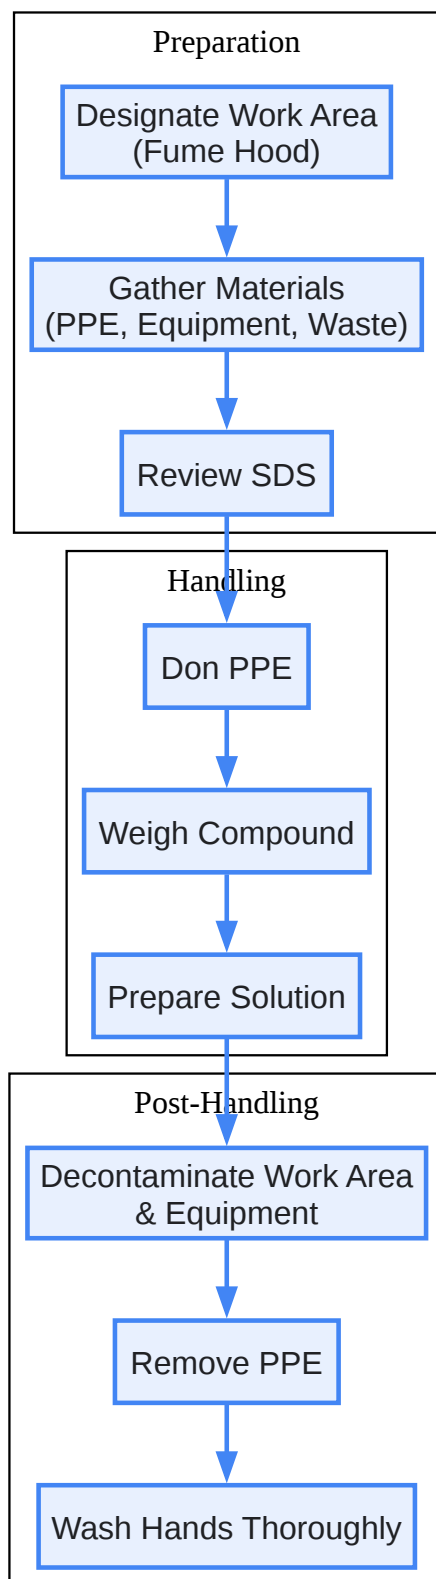 Preparation
Designate Work Area
(Fume Hood)
Gather Materials
(PPE, Equipment, Waste)
Review SDS
Handling
Don PPE
Weigh Compound
Prepare Solution
Post-Handling
Decontaminate Work Area
& Equipment
Remove PPE
Wash Hands Thoroughly